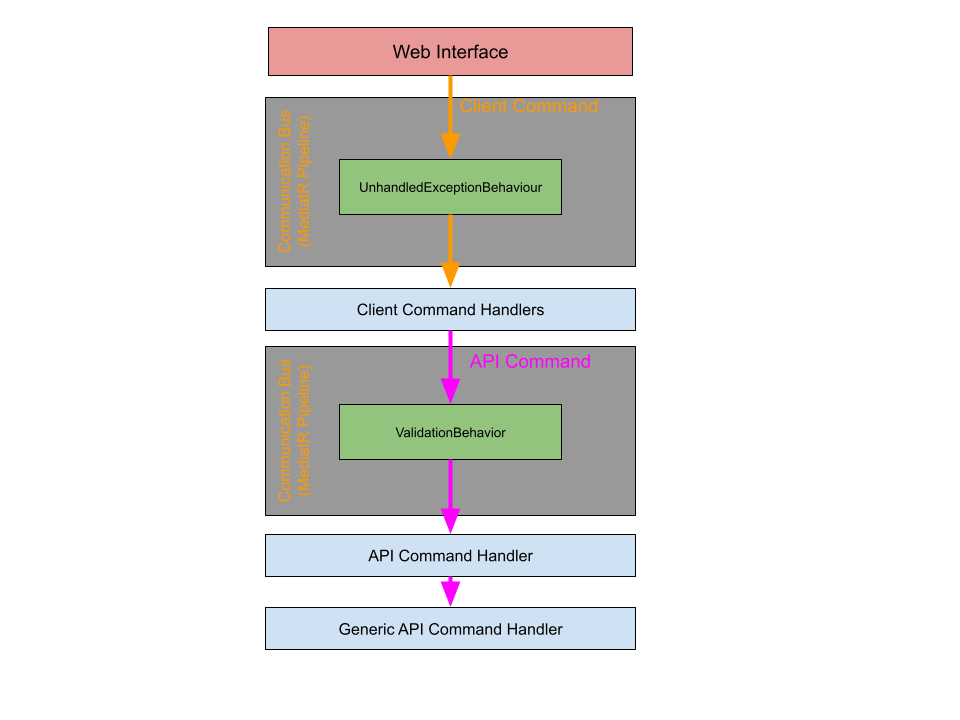 Web Interface
Client Command
Communication Bus
(MediatR Pipeline)
UnhandledExceptionBehaviour
Client Command Handlers
API Command
Communication Bus
(MediatR Pipeline)
ValidationBehavior
API Command Handler
Generic API Command Handler